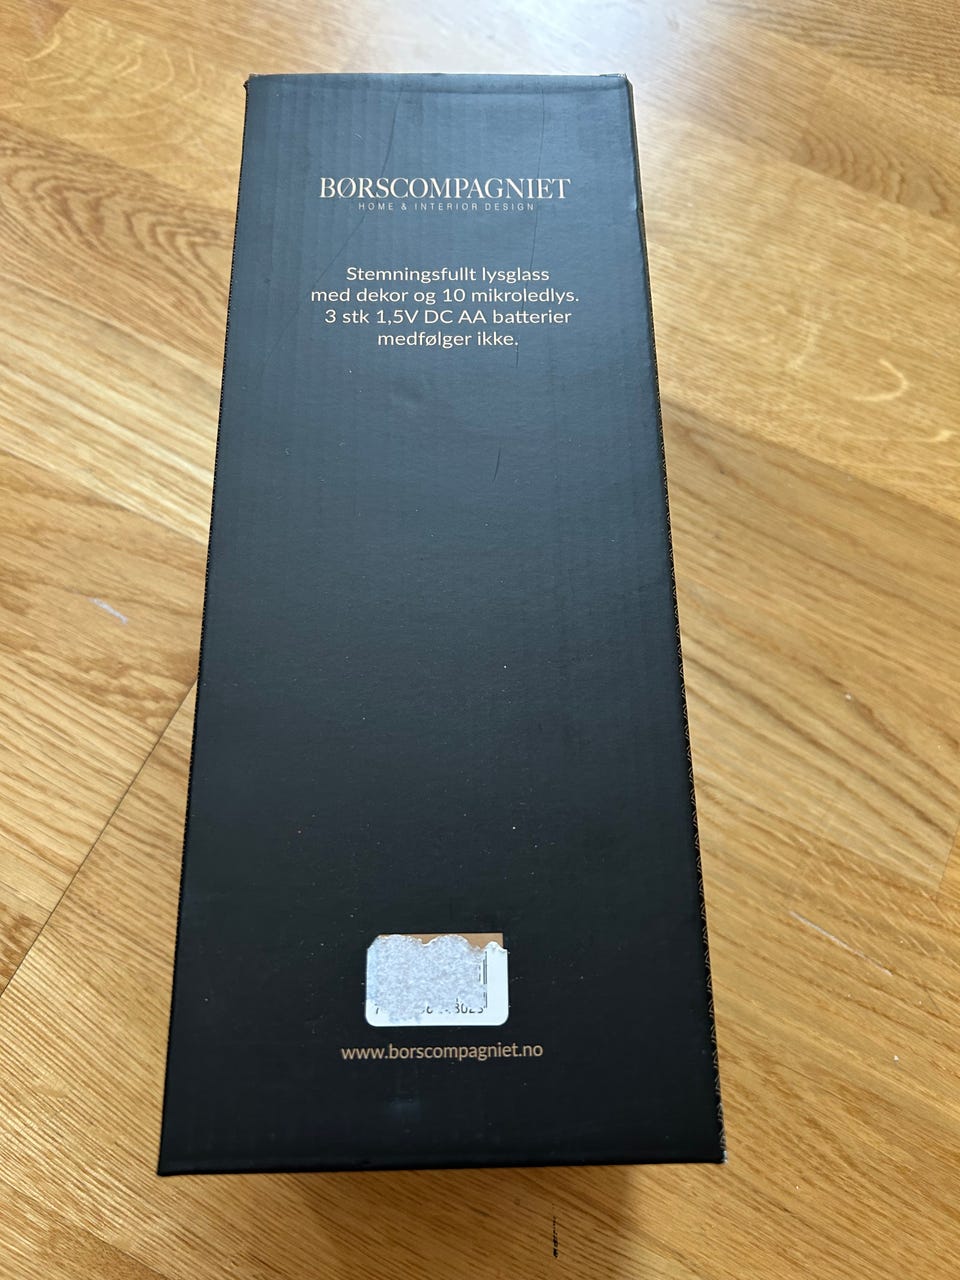 BØRSCOMPAGNIET
HOME & INTERIOR DESIGN
Stemningsfullt lysglass
med dekor og 10 mikroledlys.
3 stk 1,5V DC AA batterier
medfølger ikke.
www.borscompagniet.no